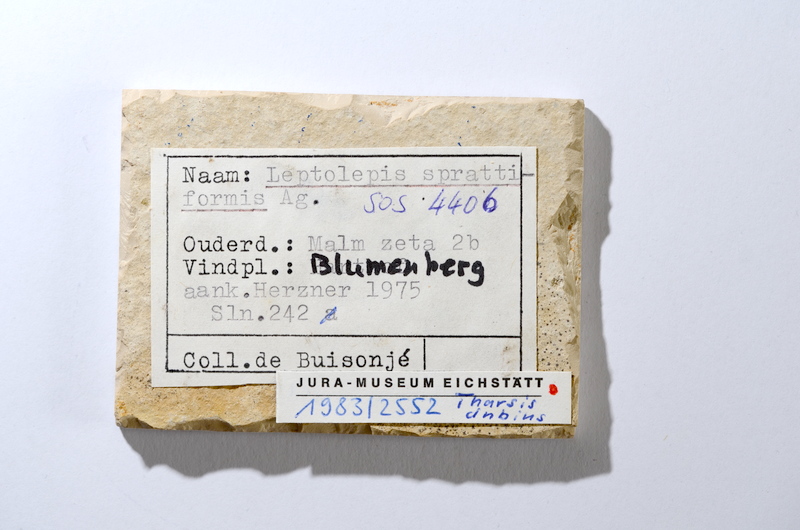 Naam: Leptolepis spratti-
formis Ag. SOS 4406
Ouderd.: Malm zeta 2b
Vindpl.: Blumenberg
aank.Herzner 1975
Sln.242
Coll.de Buisonjé
JURA-MUSEUM EICHSTÄTT
1983/2552 Tharsis
dubius